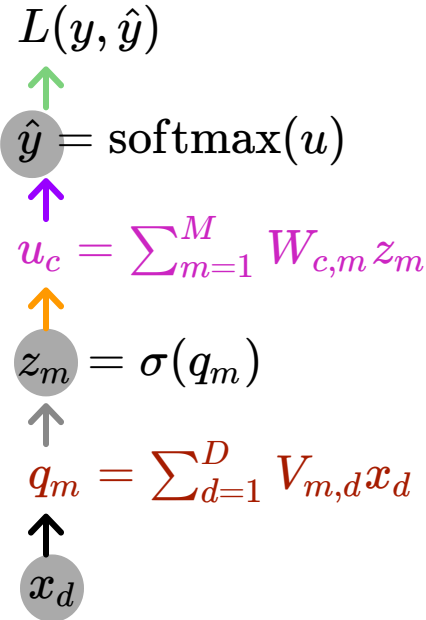 L(y, ŷ)
ŷ = softmax(u)
u_c = ∑_{m=1}^{M} W_{c,m} z_m
z_m = σ(q_m)
q_m = ∑_{d=1}^{D} V_{m,d} x_d
x_d